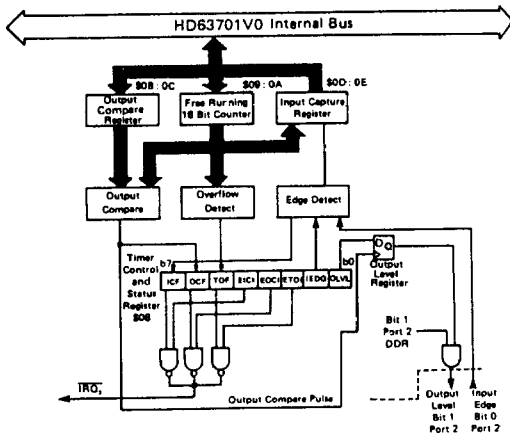 HD63701V0 Internal Bus
$0B : 0C
$09 : 0A
$0D : 0E
Output
Compare
Register
Free Running
16 Bit Counter
Input Capture
Register
Output
Compare
Overflow
Detect
Edge Detect
Timer
Control
and
Status
Register
$08
b7
b0
ICF
OCF
TOF
EICI
EOCI
ETOI
IEDG
OLVL
D
Q
Output
Level
Register
Bit 1
Port 2
DDR
IRQ₂
Output Compare Pulse
Output
Level
Bit 1
Port 2
Input
Edge
Bit 0
Port 2